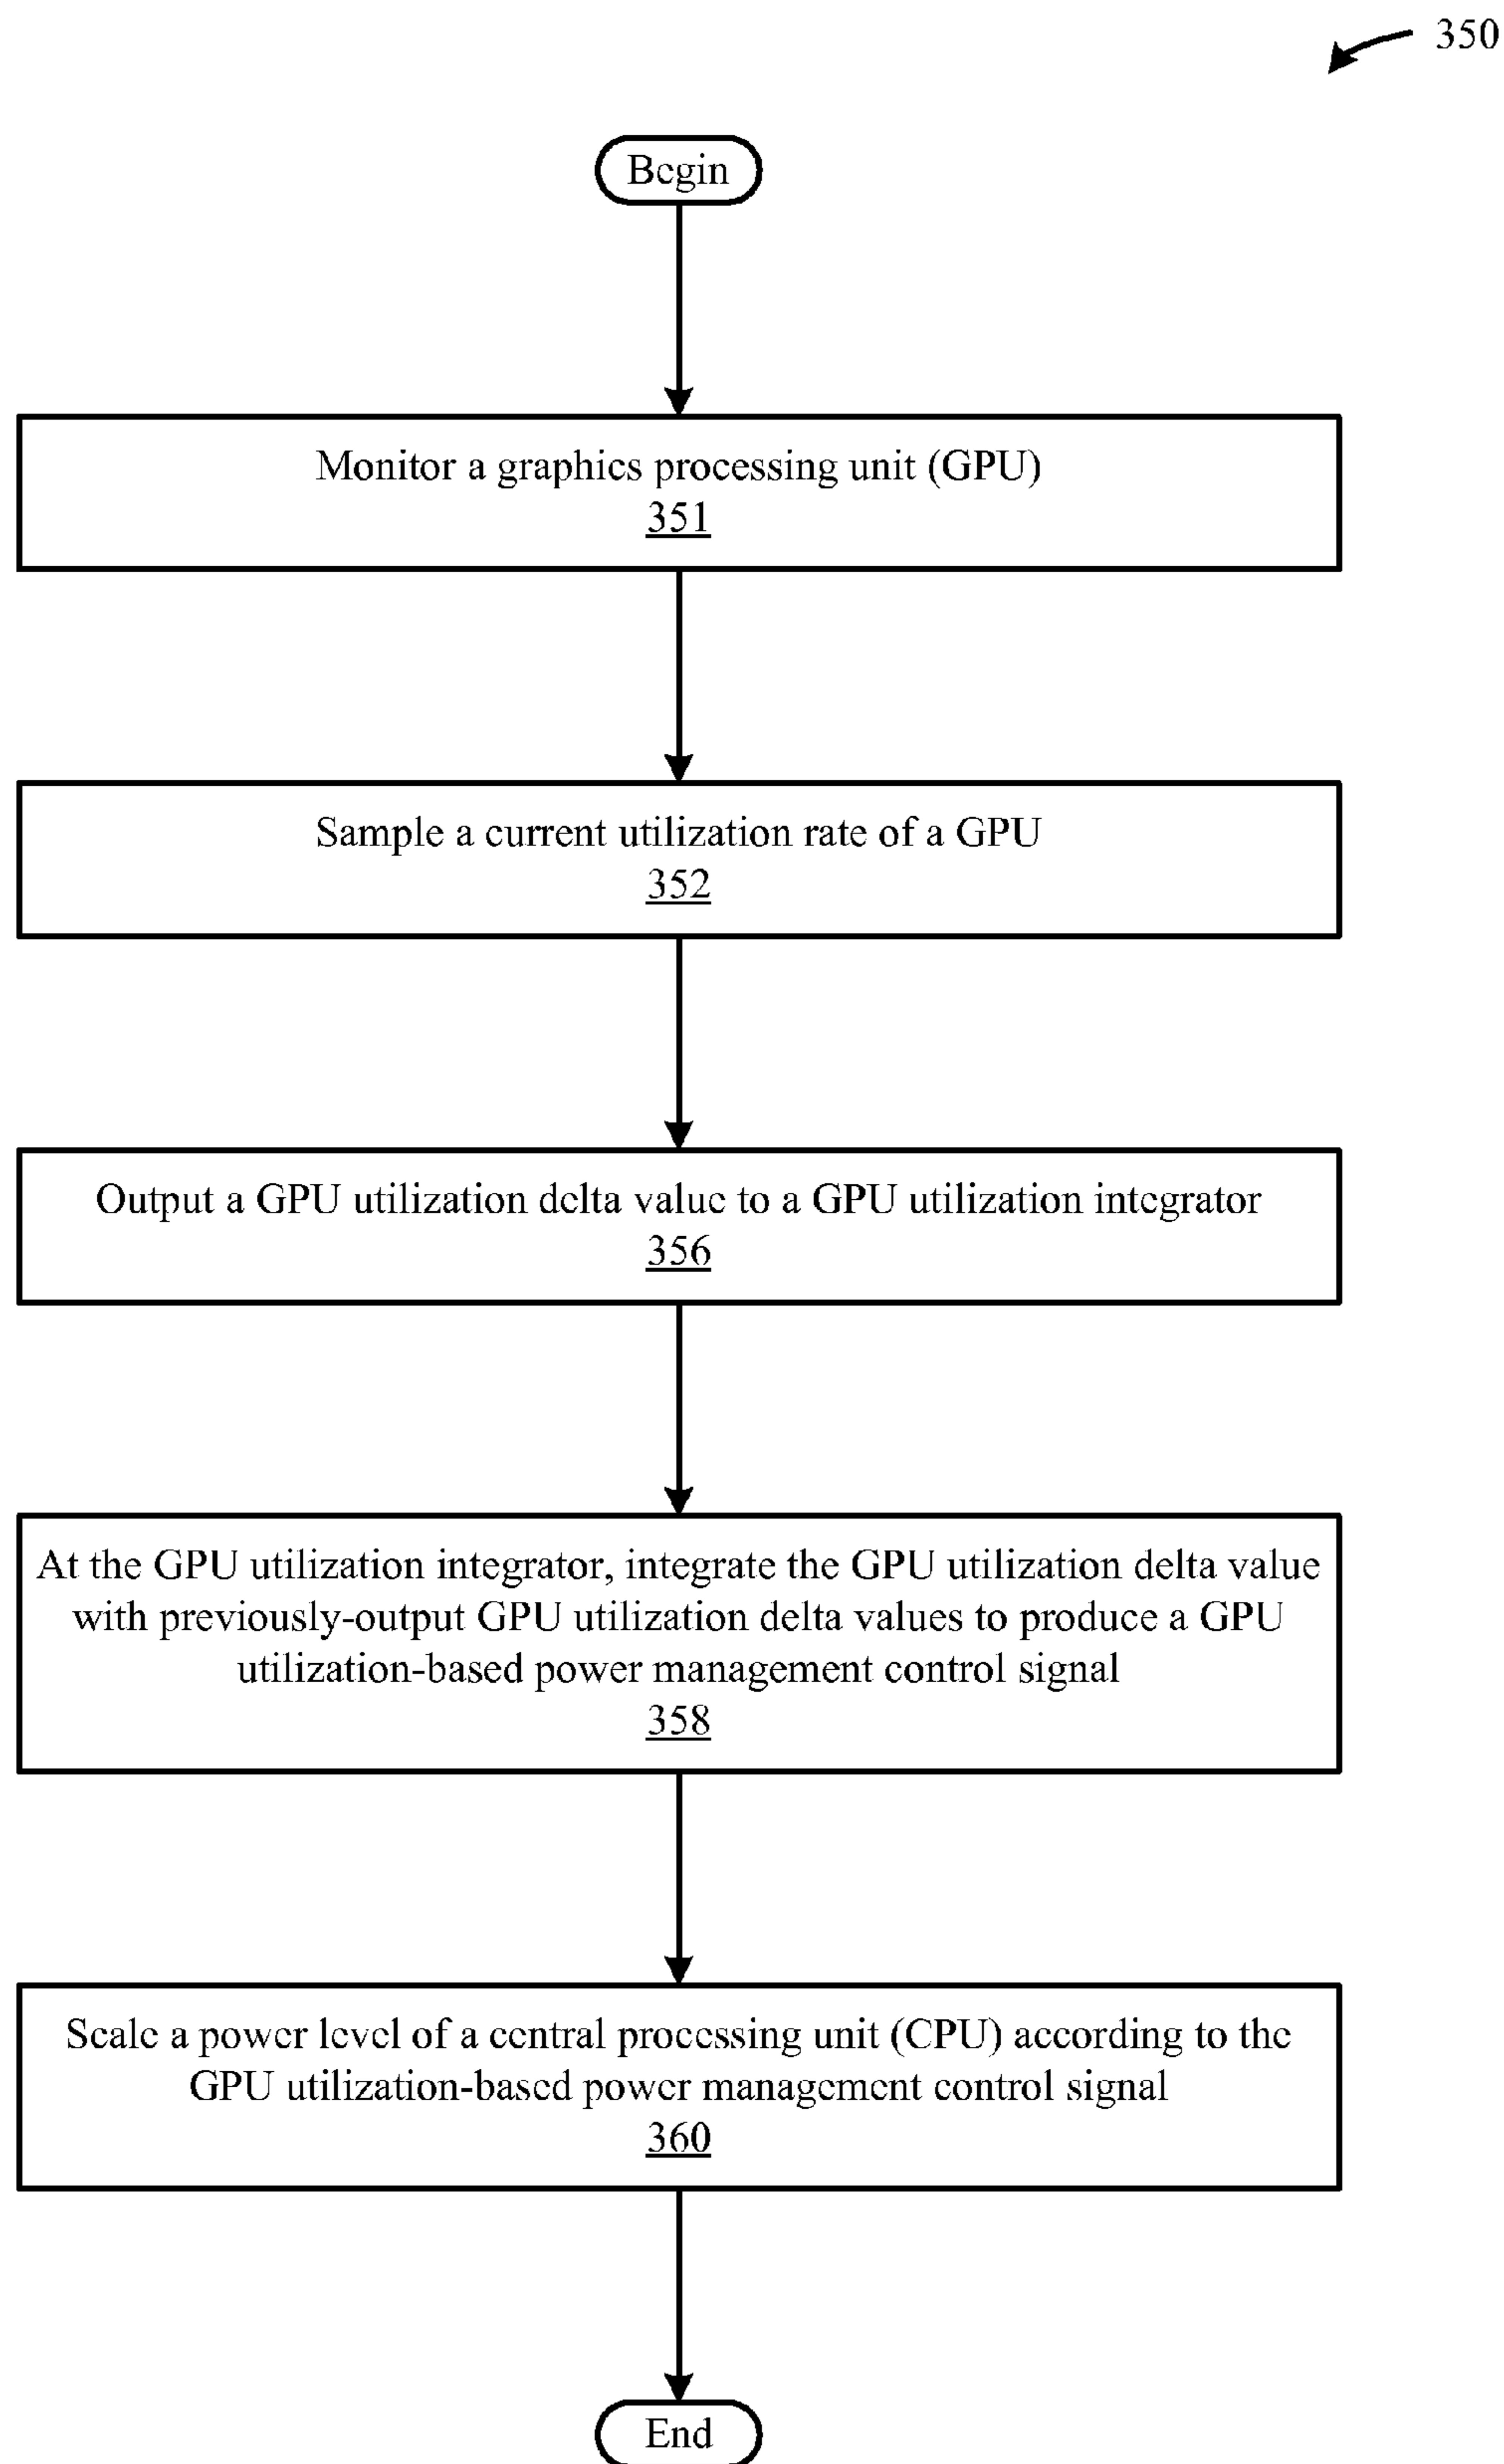 350
Begin
Monitor a graphics processing unit (GPU)
351
Sample a current utilization rate of a GPU
352
Output a GPU utilization delta value to a GPU utilization integrator
356
At the GPU utilization integrator, integrate the GPU utilization delta value
with previously-output GPU utilization delta values to produce a GPU
utilization-based power management control signal
358
Scale a power level of a central processing unit (CPU) according to the
GPU utilization-based power management control signal
360
End